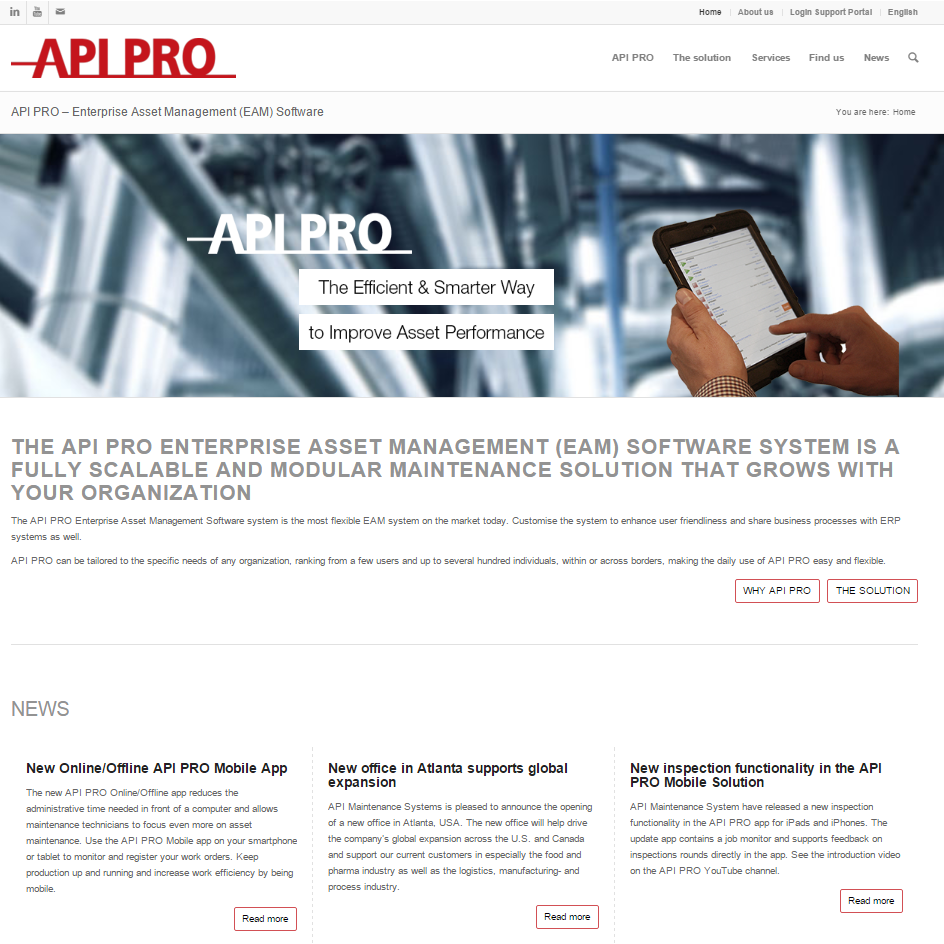 Home
About us
Login Support Portal
English
API PRO
API PRO
The solution
Services
Find us
News
API PRO – Enterprise Asset Management (EAM) Software
You are here: Home
API PRO
The Efficient & Smarter Way
to Improve Asset Performance
THE API PRO ENTERPRISE ASSET MANAGEMENT (EAM) SOFTWARE SYSTEM IS A
FULLY SCALABLE AND MODULAR MAINTENANCE SOLUTION THAT GROWS WITH
YOUR ORGANIZATION
The API PRO Enterprise Asset Management Software system is the most flexible EAM system on the market today. Customise the system to enhance user friendliness and share business processes with ERP
systems as well.
API PRO can be tailored to the specific needs of any organization, ranking from a few users and up to several hundred individuals, within or across borders, making the daily use of API PRO easy and flexible.
WHY API PRO
THE SOLUTION
NEWS
New Online/Offline API PRO Mobile App
The new API PRO Online/Offline app reduces the
administrative time needed in front of a computer and allows
maintenance technicians to focus even more on asset
maintenance. Use the API PRO Mobile app on your smartphone
or tablet to monitor and register your work orders. Keep
production up and running and increase work efficiency by being
mobile.
Read more
New office in Atlanta supports global
expansion
API Maintenance Systems is pleased to announce the opening
of a new office in Atlanta, USA. The new office will help drive
the company's global expansion across the U.S. and Canada
and support our current customers in especially the food and
pharma industry as well as the logistics, manufacturing- and
process industry.
Read more
New inspection functionality in the API
PRO Mobile Solution
API Maintenance System have released a new inspection
functionality in the API PRO app for iPads and iPhones. The
update app contains a job monitor and supports feedback on
inspections rounds directly in the app. See the introduction video
on the API PRO YouTube channel.
Read more